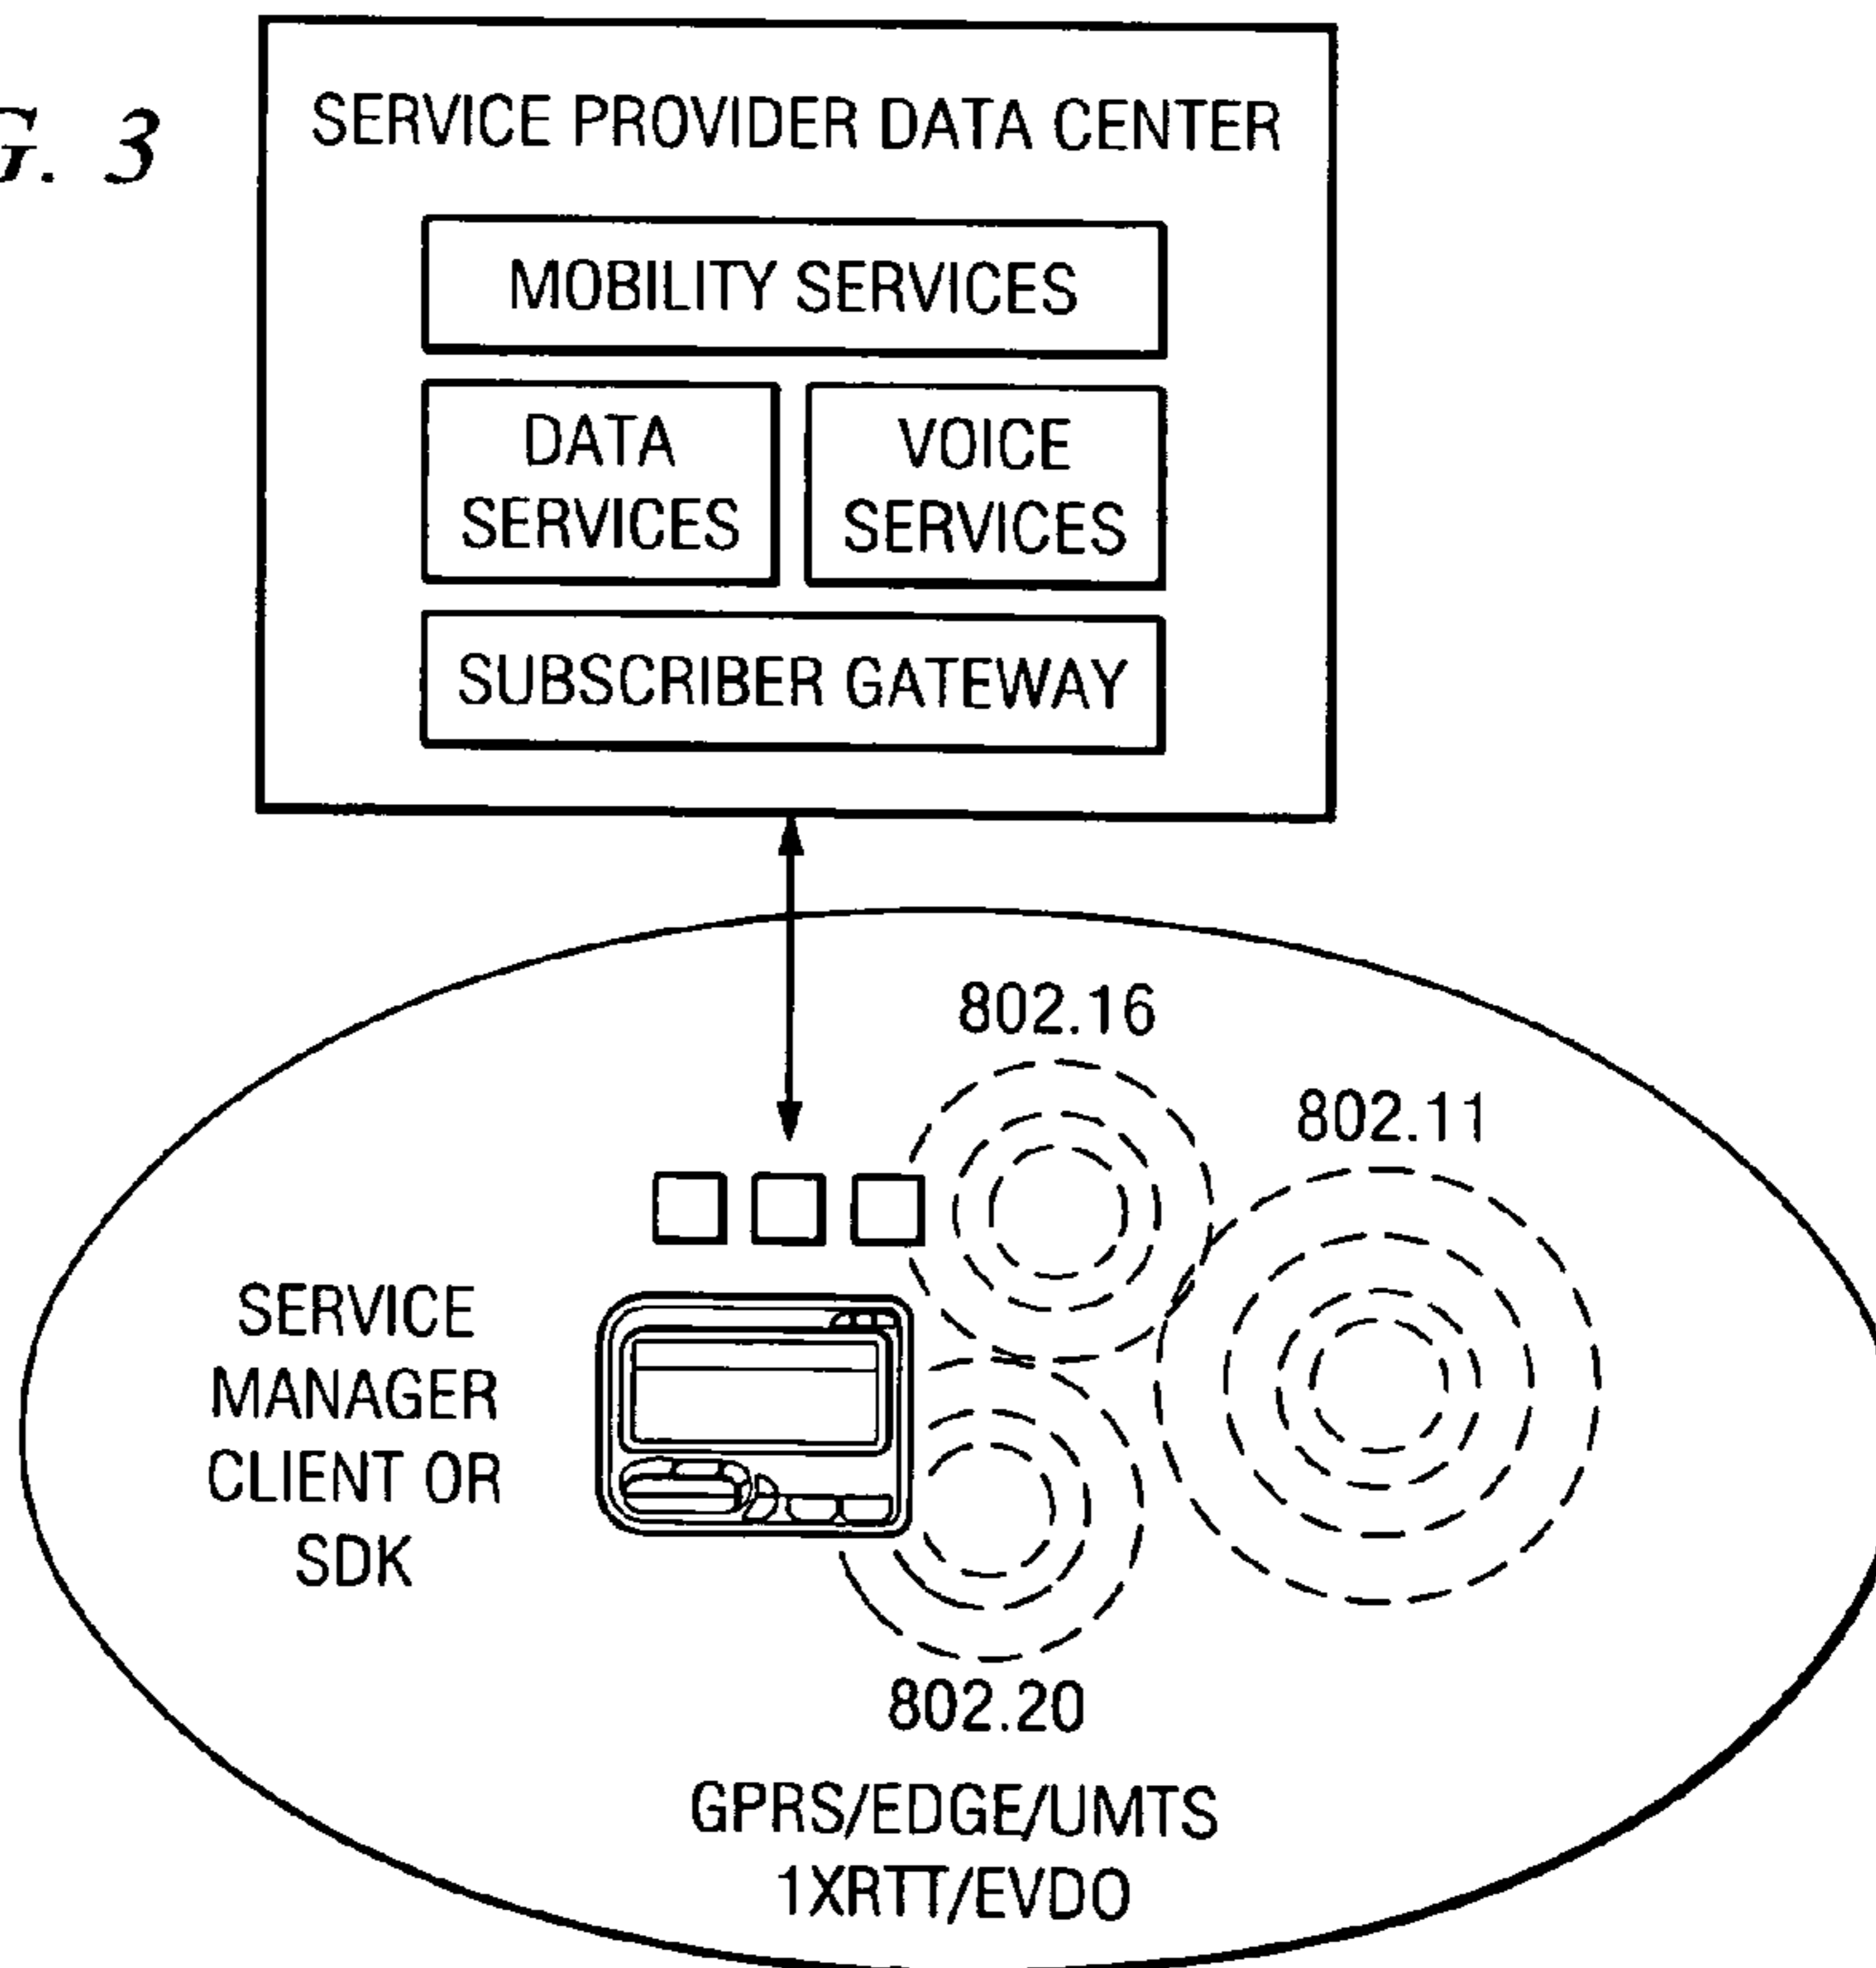 G. 3
SERVICE PROVIDER DATA CENTER
MOBILITY SERVICES
DATA
SERVICES
VOICE
SERVICES
SUBSCRIBER GATEWAY
802.16
802.11
SERVICE
MANAGER
CLIENT OR
SDK
802.20
GPRS/EDGE/UMTS
1XRTT/EVDO